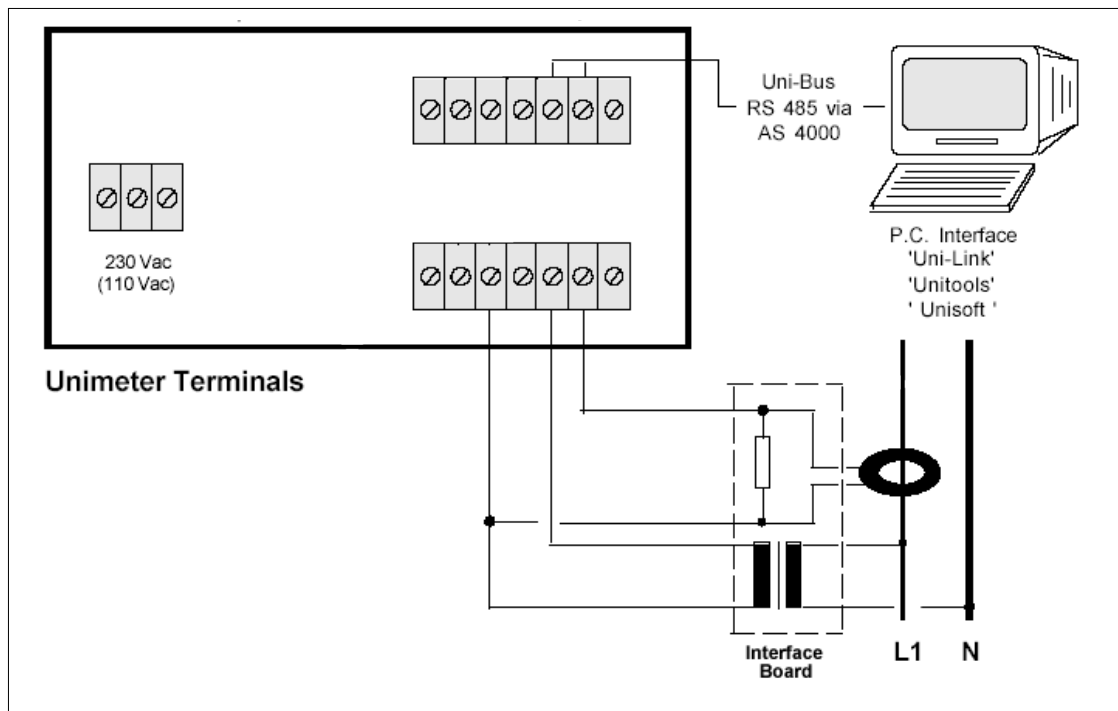 Uni-Bus
RS 485 via
AS 4000
230 Vac
(110 Vac)
P.C. Interface
'Uni-Link'
'Unitools'
' Unisoft '
Unimeter Terminals
Interface
Board
L1 N